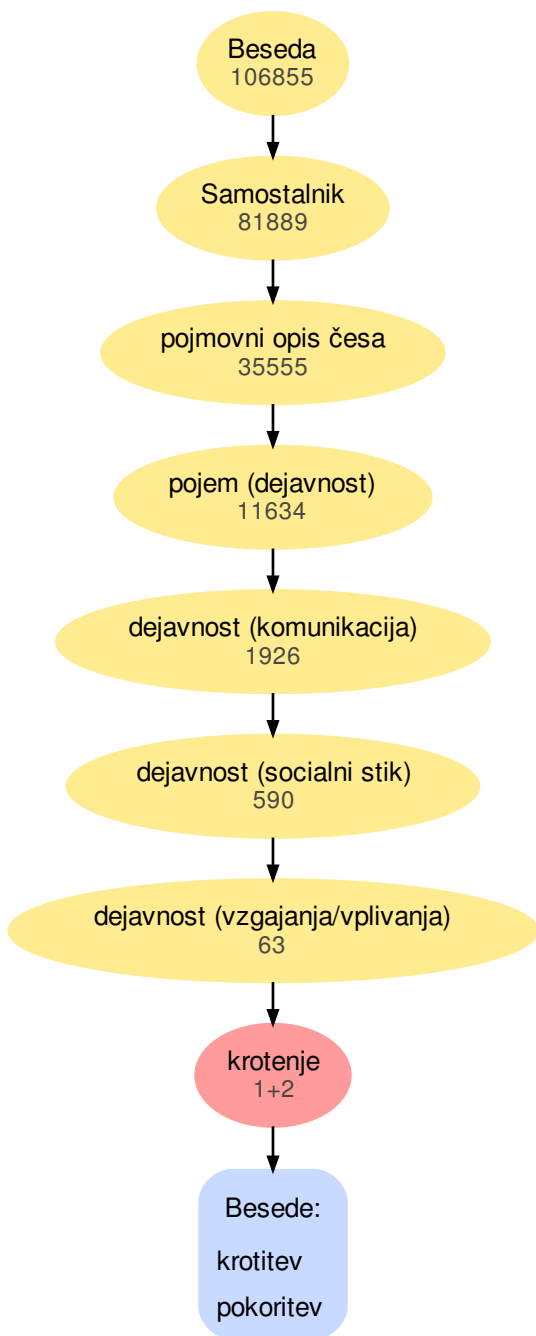 Beseda
106855
Samostalnik
81889
pojmovni opis česa
35555
pojem (dejavnost)
11634
dejavnost (komunikacija)
1926
dejavnost (socialni stik)
590
dejavnost (vzgajanja/vplivanja)
63
krotenje
1+2
Besede:
krotitev
pokoritev